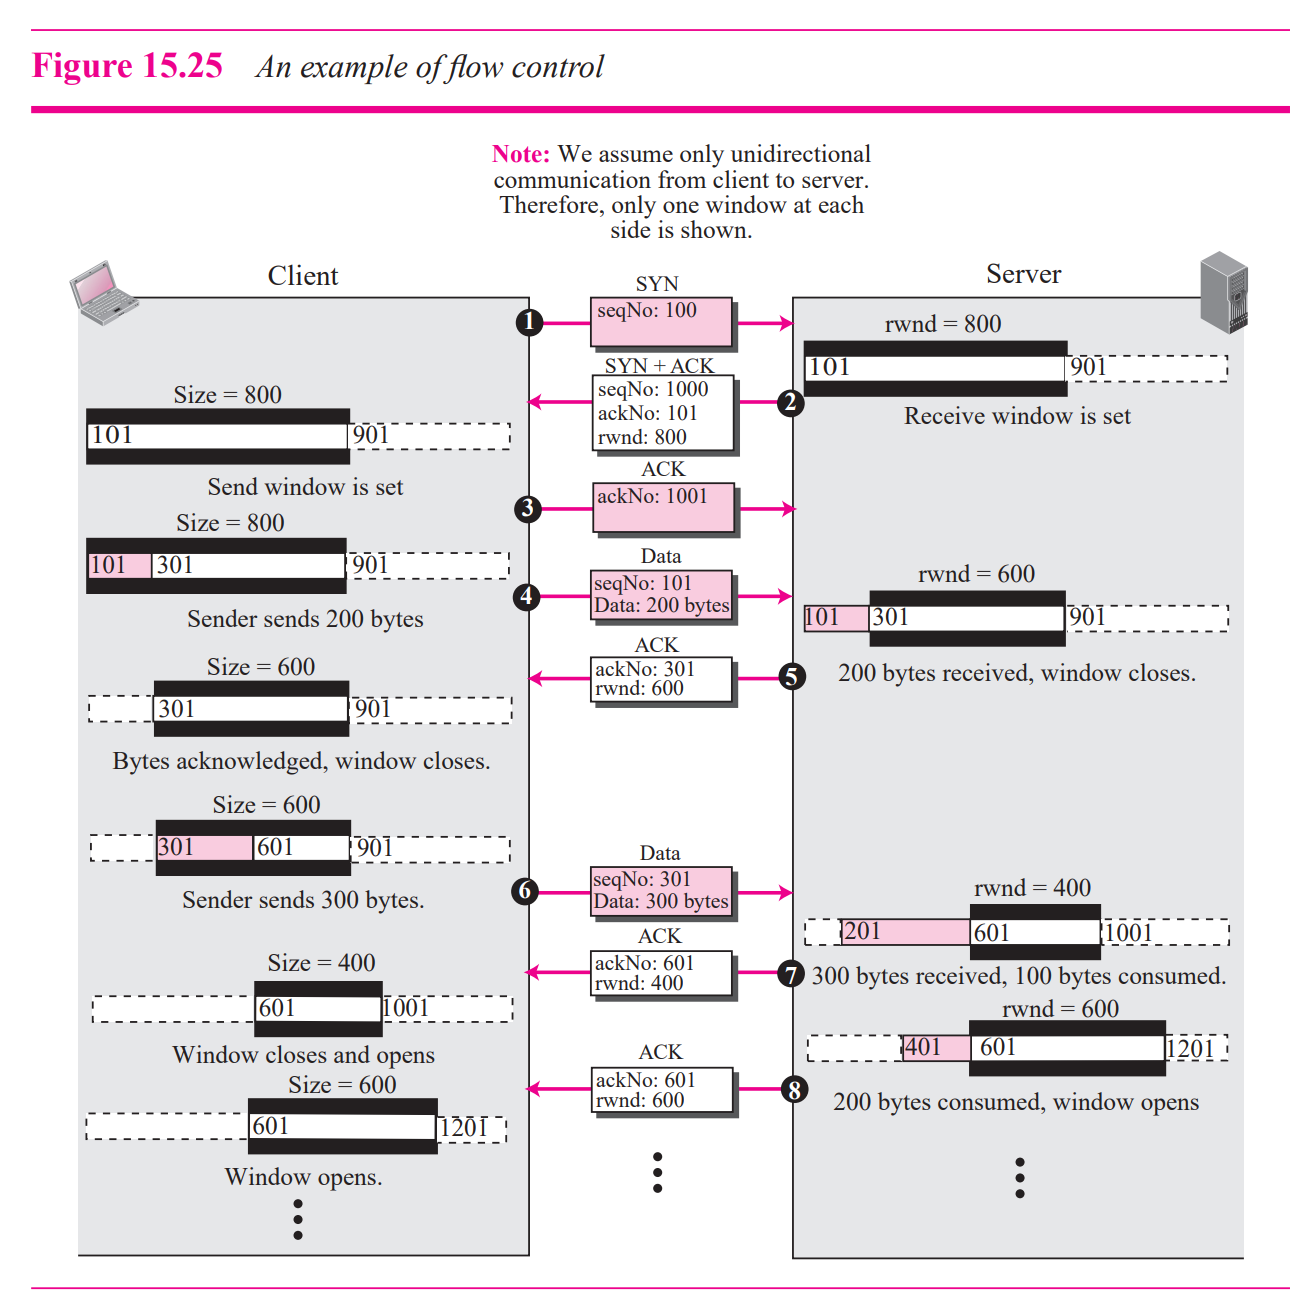 Figure 15.25 An example of flow control
Note: We assume only unidirectional
communication from client to server.
Therefore, only one window at each
side is shown.
Client
Server
SYN
1
seqNo: 100
rwnd = 800
101
901
Receive window is set
SYN + ACK
2
seqNo: 1000
ackNo: 101
rwnd: 800
Size = 800
101
901
Send window is set
ACK
3
ackNo: 1001
Size = 800
101
301
901
Sender sends 200 bytes
Data
4
seqNo: 101
Data: 200 bytes
rwnd = 600
101
301
901
200 bytes received, window closes.
ACK
5
ackNo: 301
rwnd: 600
Size = 600
301
901
Bytes acknowledged, window closes.
Size = 600
301
601
901
Sender sends 300 bytes.
Data
6
seqNo: 301
Data: 300 bytes
rwnd = 400
201
601
1001
300 bytes received, 100 bytes consumed.
ACK
7
ackNo: 601
rwnd: 400
Size = 400
601
1001
Window closes and opens
rwnd = 600
401
601
1201
200 bytes consumed, window opens
ACK
8
ackNo: 601
rwnd: 600
Size = 600
601
1201
Window opens.